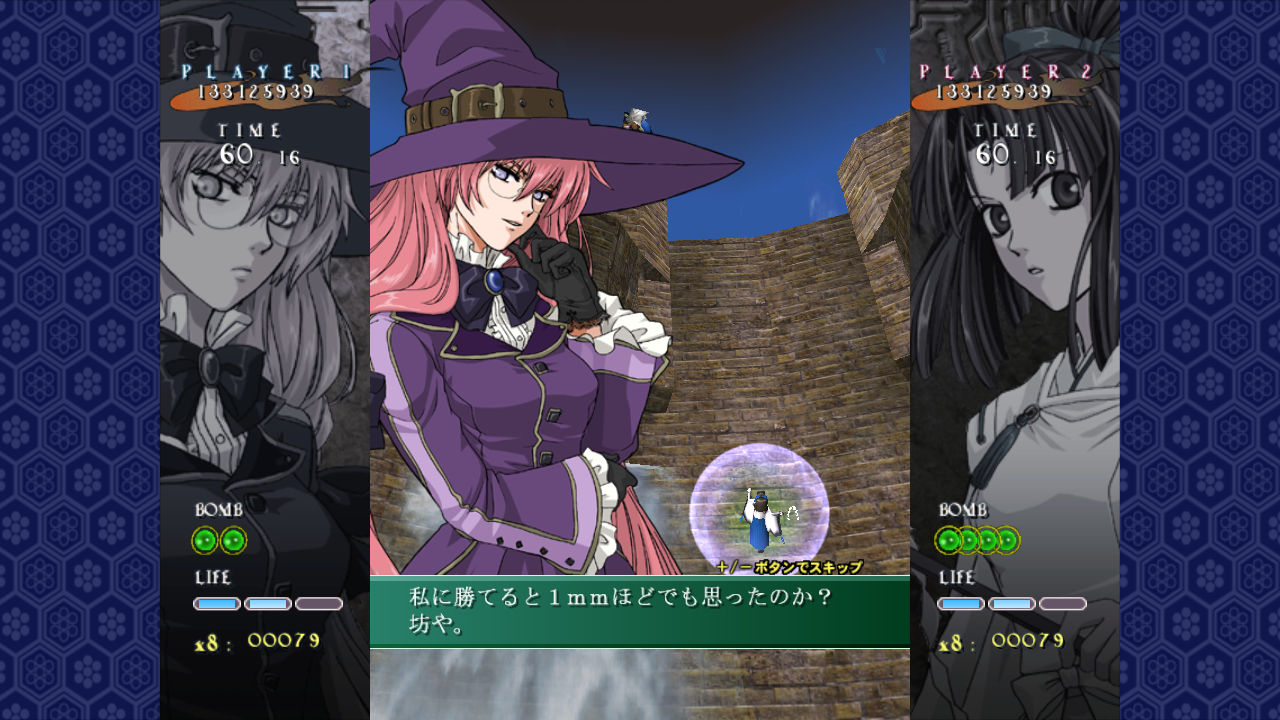 PLAYER 1
133125939
TIME
60. 16
BOMB
LIFE
x8: 00079
+/－ボタンでスキップ
私に勝てると１ｍｍほどでも思ったのか？
坊や。
PLAYER 2
133125939
TIME
60. 16
BOMB
LIFE
x8: 00079